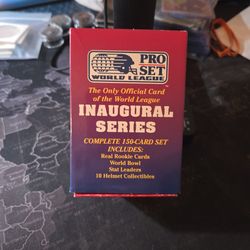 PRO
SET
WORLD LEAGUE
The Only Official Card
of the World League
INAUGURAL
SERIES
COMPLETE 150-CARD SET
INCLUDES:
Real Rookie Cards
World Bowl
Stat Leaders
10 Helmet Collectibles